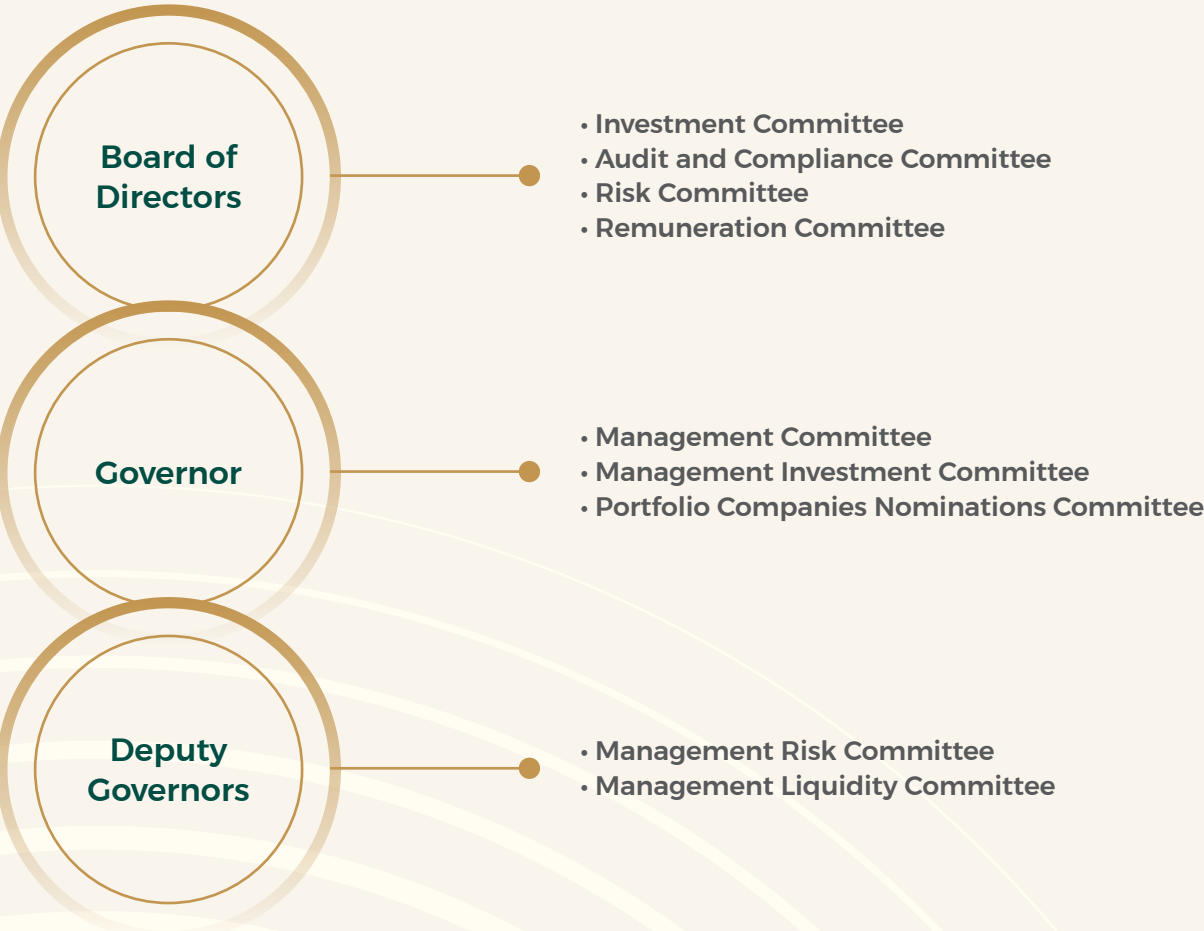 Board of
Directors
• Investment Committee
• Audit and Compliance Committee
• Risk Committee
• Remuneration Committee
Governor
• Management Committee
• Management Investment Committee
• Portfolio Companies Nominations Committee
Deputy
Governors
• Management Risk Committee
• Management Liquidity Committee